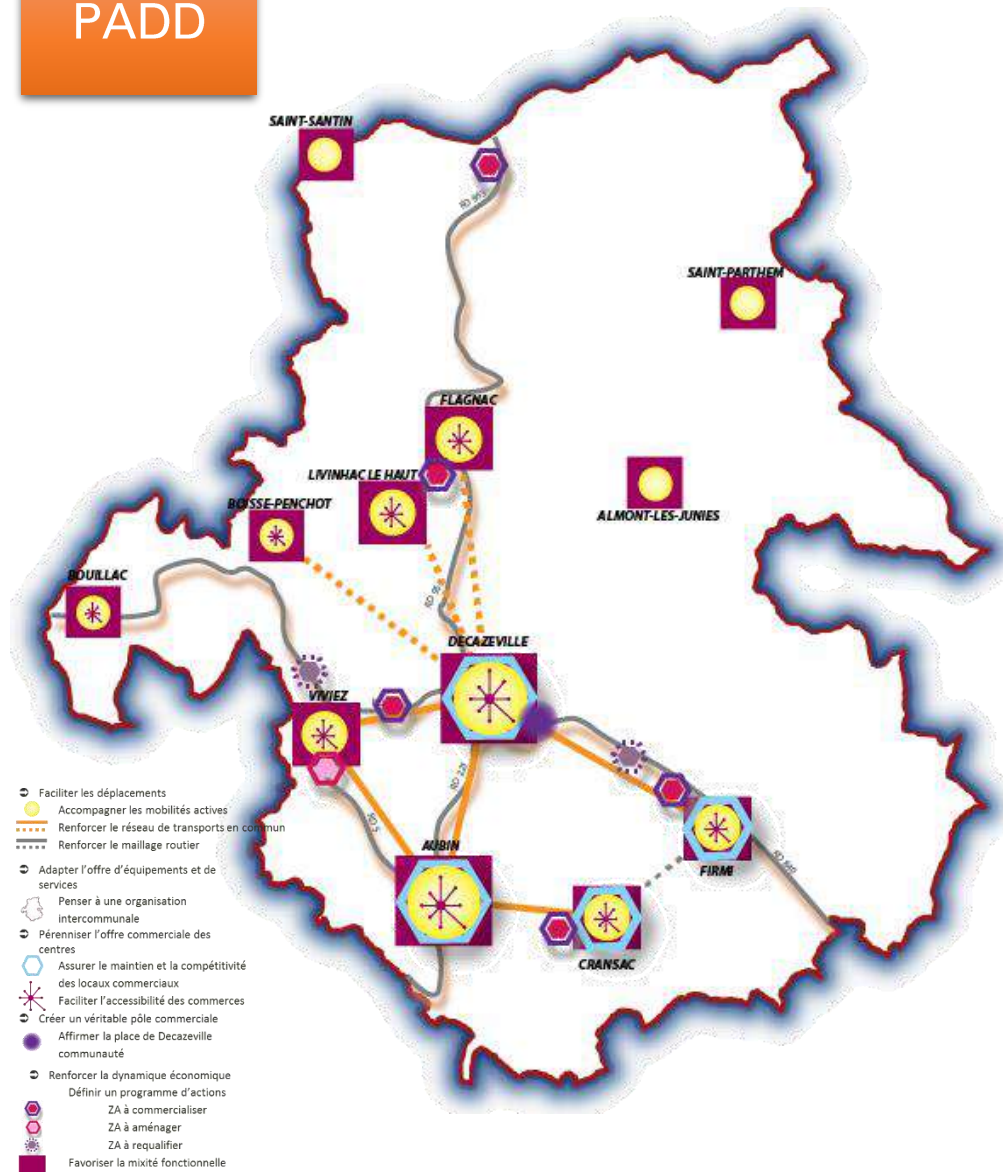 PADD
SAINT-SANTIN
SAINT-PARTHEM
FLAGNAC
LIVINHAC LE HAUT
BOISSE-PENCHOT
ALMONT-LES-JUNIES
BOUILLAC
DECAZEVILLE
VIVIEZ
RD 221
RD 5
AUBIN
FIRMI
CRANSAC
➲ Faciliter les déplacements
Accompagner les mobilités actives
Renforcer le réseau de transports en commun
Renforcer le maillage routier
➲ Adapter l'offre d'équipements et de
services
Penser à une organisation
intercommunale
➲ Pérenniser l'offre commerciale des
centres
Assurer le maintien et la compétitivité
des locaux commerciaux
Faciliter l'accessibilité des commerces
➲ Créer un véritable pôle commerciale
Affirmer la place de Decazeville
communauté
➲ Renforcer la dynamique économique
Définir un programme d'actions
ZA à commercialiser
ZA à aménager
ZA à requalifier
Favoriser la mixité fonctionnelle